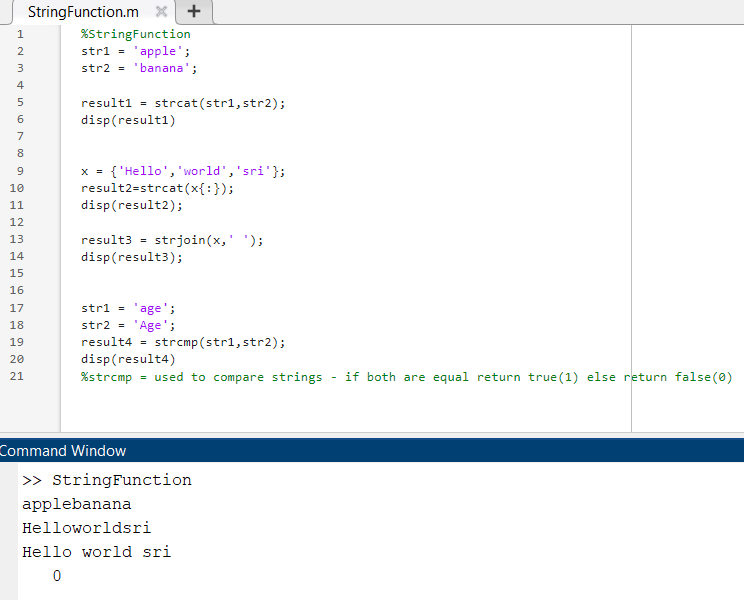 StringFunction.m × +
1 %StringFunction
2 str1 = 'apple';
3 str2 = 'banana';
4
5 result1 = strcat(str1,str2);
6 disp(result1)
7
8
9 x = {'Hello','world','sri'};
10 result2=strcat(x{:});
11 disp(result2);
12
13 result3 = strjoin(x,' ');
14 disp(result3);
15
16
17 str1 = 'age';
18 str2 = 'Age';
19 result4 = strcmp(str1,str2);
20 disp(result4)
21 %strcmp = used to compare strings - if both are equal return true(1) else return false(0)
Command Window
>> StringFunction
applebanana
Helloworldsri
Hello world sri
0